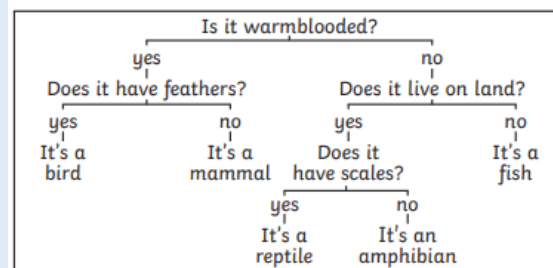 Is it warmblooded?
yes
no
Does it have feathers?
Does it live on land?
yes
no
yes
no
It's a
bird
It's a
mammal
Does it
have scales?
It's a
fish
yes
no
It's a
reptile
It's an
amphibian